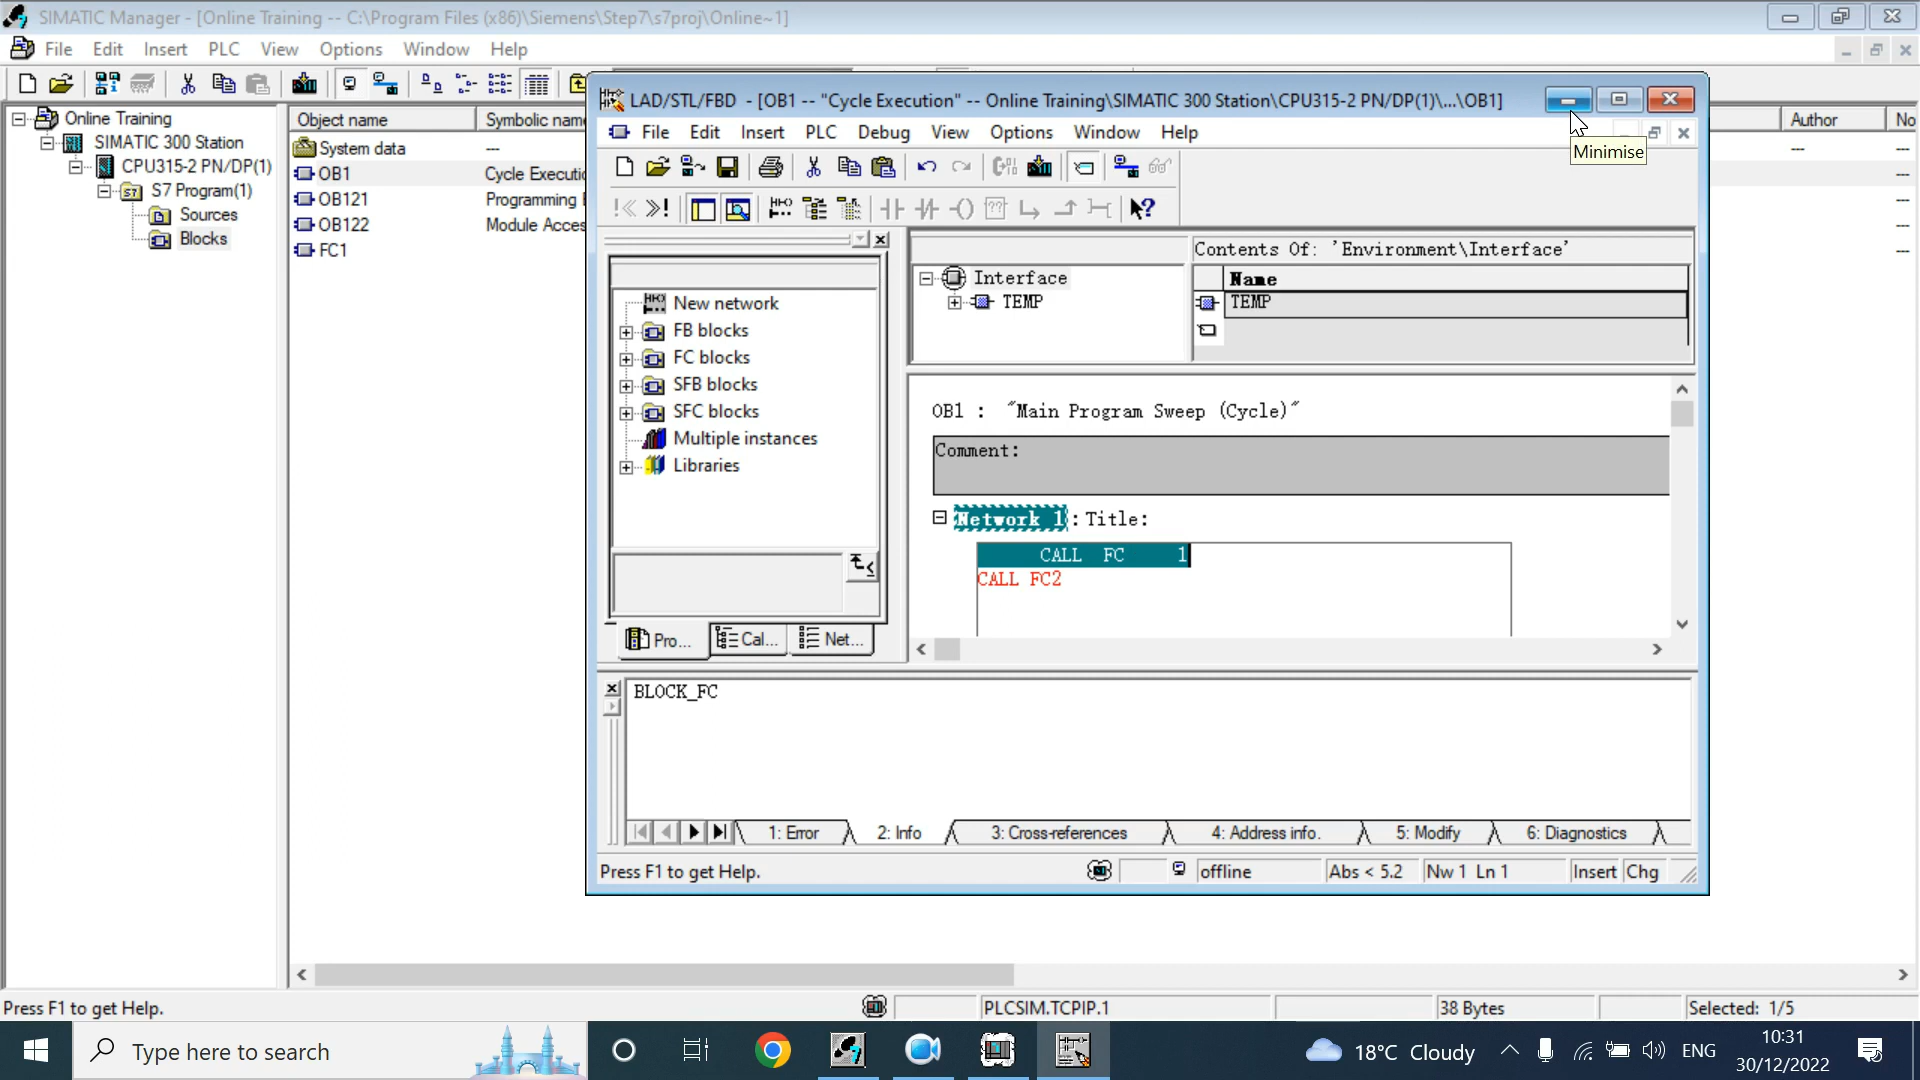 SIMATIC Manager - [Online Training -- C:\Program Files (x86)\Siemens\Step7\s7proj\Online~1]
File Edit Insert PLC View Options Window Help
Online Training
SIMATIC 300 Station
CPU315-2 PN/DP(1)
S7 Program(1)
Sources
Blocks
Object name Symbolic name Author No
System data --- --- ---
OB1 Cycle Executio ---
OB121 Programming ---
OB122 Module Acces ---
FC1 ---
LAD/STL/FBD - [OB1 -- "Cycle Execution" -- Online Training\SIMATIC 300 Station\CPU315-2 PN/DP(1)\...\OB1]
File Edit Insert PLC Debug View Options Window Help
Minimise
New network
FB blocks
FC blocks
SFB blocks
SFC blocks
Multiple instances
Libraries
Pro... Cal... Net...
Interface
TEMP
Contents Of: 'Environment\Interface'
Name
TEMP
OB1 : "Main Program Sweep (Cycle)"
Comment:
Network 1: Title:
CALL FC 1
CALL FC2
BLOCK_FC
1: Error 2: Info 3: Cross-references 4: Address info. 5: Modify 6: Diagnostics
Press F1 to get Help. offline Abs < 5.2 Nw 1 Ln 1 Insert Chg
Press F1 to get Help. PLCSIM.TCPIP.1 38 Bytes Selected: 1/5
Type here to search 18°C Cloudy ENG 10:31
30/12/2022